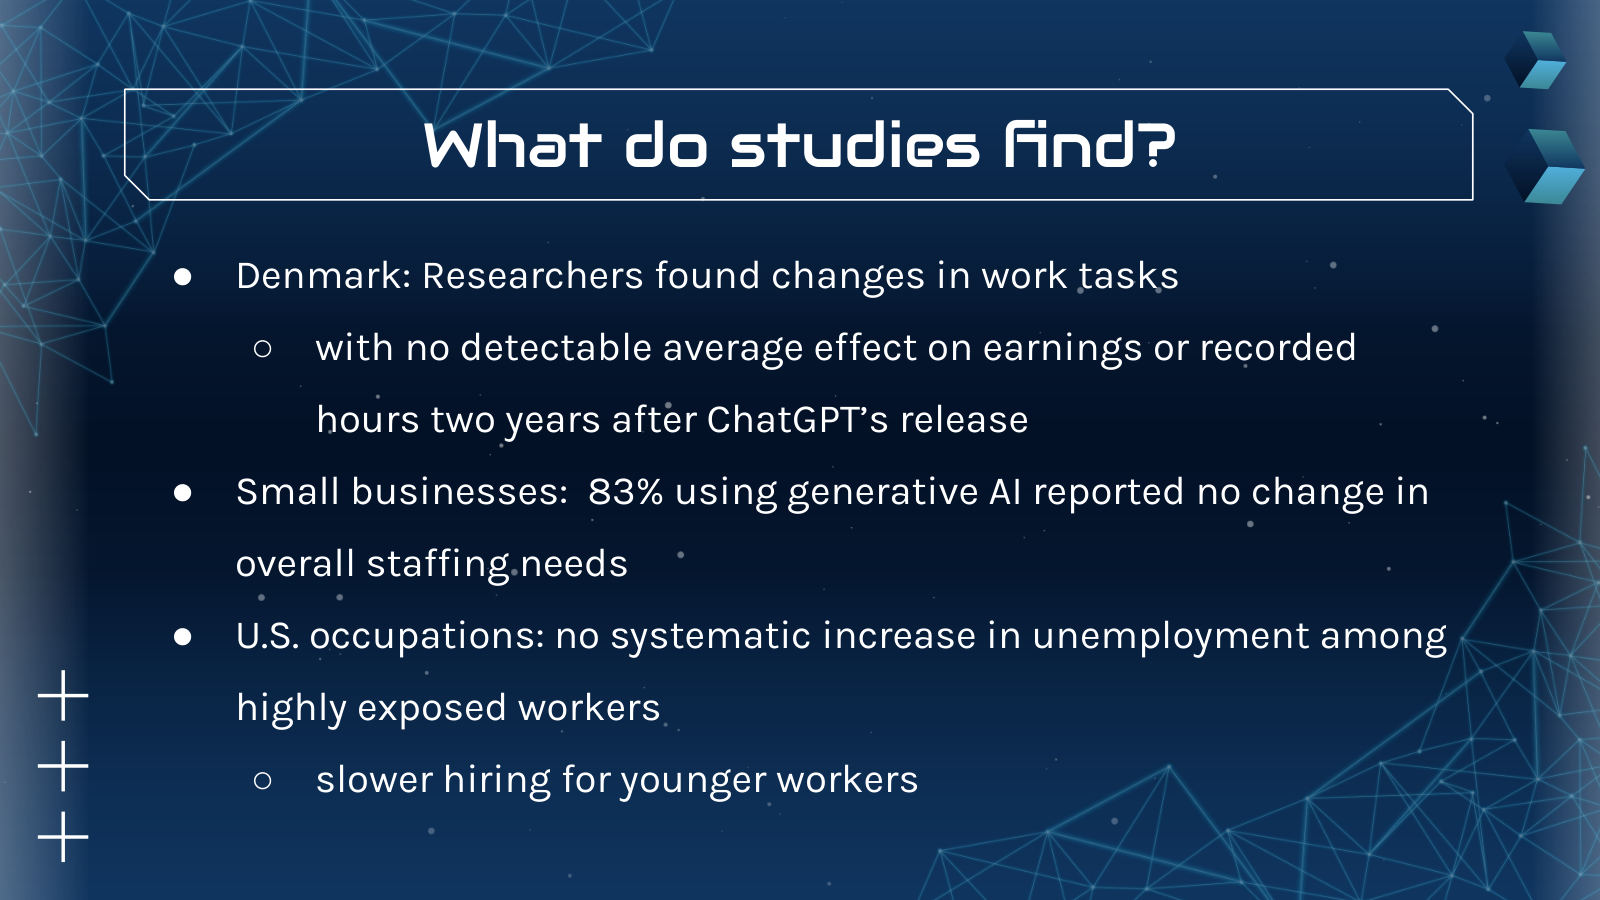 What do studies find?
● Denmark: Researchers found changes in work tasks
○ with no detectable average effect on earnings or recorded
hours two years after ChatGPT’s release
● Small businesses:  83% using generative AI reported no change in
overall staffing needs
● U.S. occupations: no systematic increase in unemployment among
highly exposed workers
○ slower hiring for younger workers